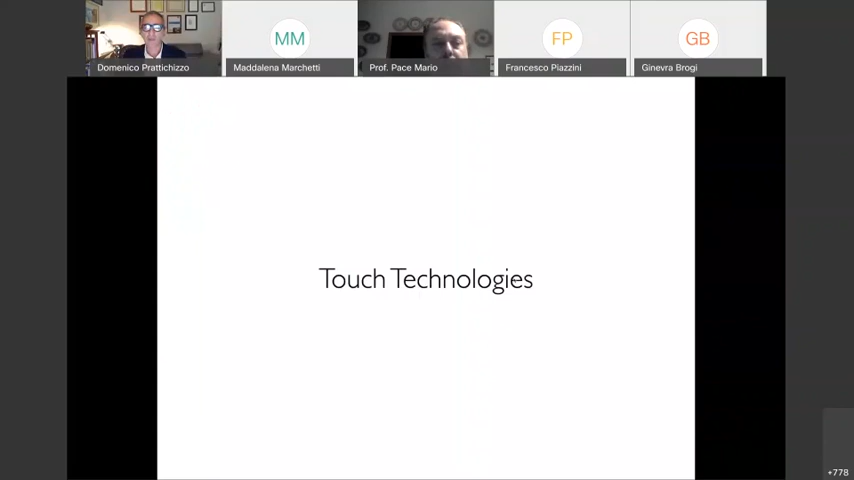 MM
FP
GB
Domenico Prattichizzo
Maddalena Marchetti
Prof. Pace Mario
Francesco Piazzini
Ginevra Brogi
Touch Technologies
+778